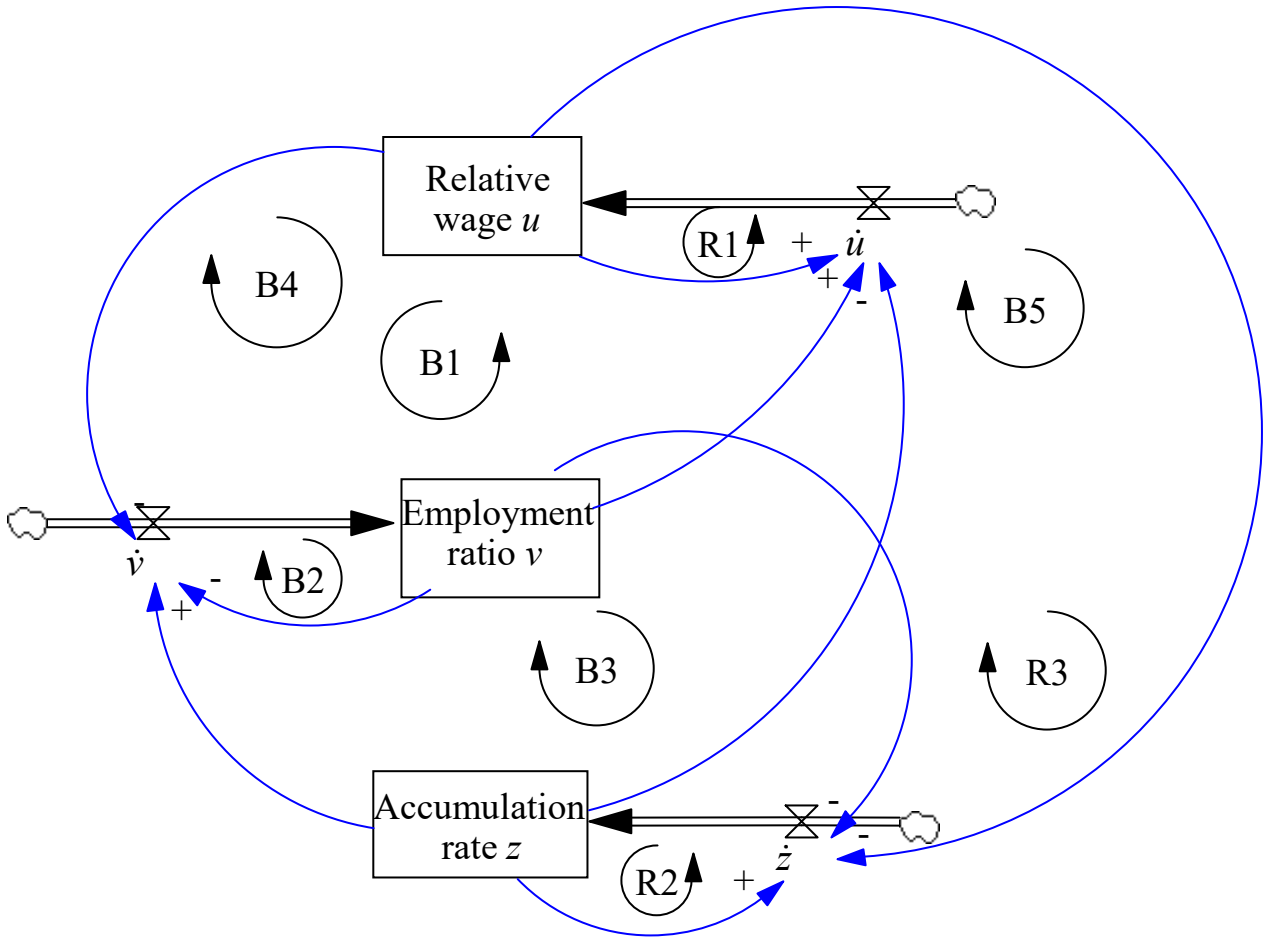 Relative
wage u
R1
+
u̇
+
-
B4
B5
B1
-
Employment
ratio v
v̇
B2
-
+
B3
R3
Accumulation
rate z
-
-
ż
R2
+